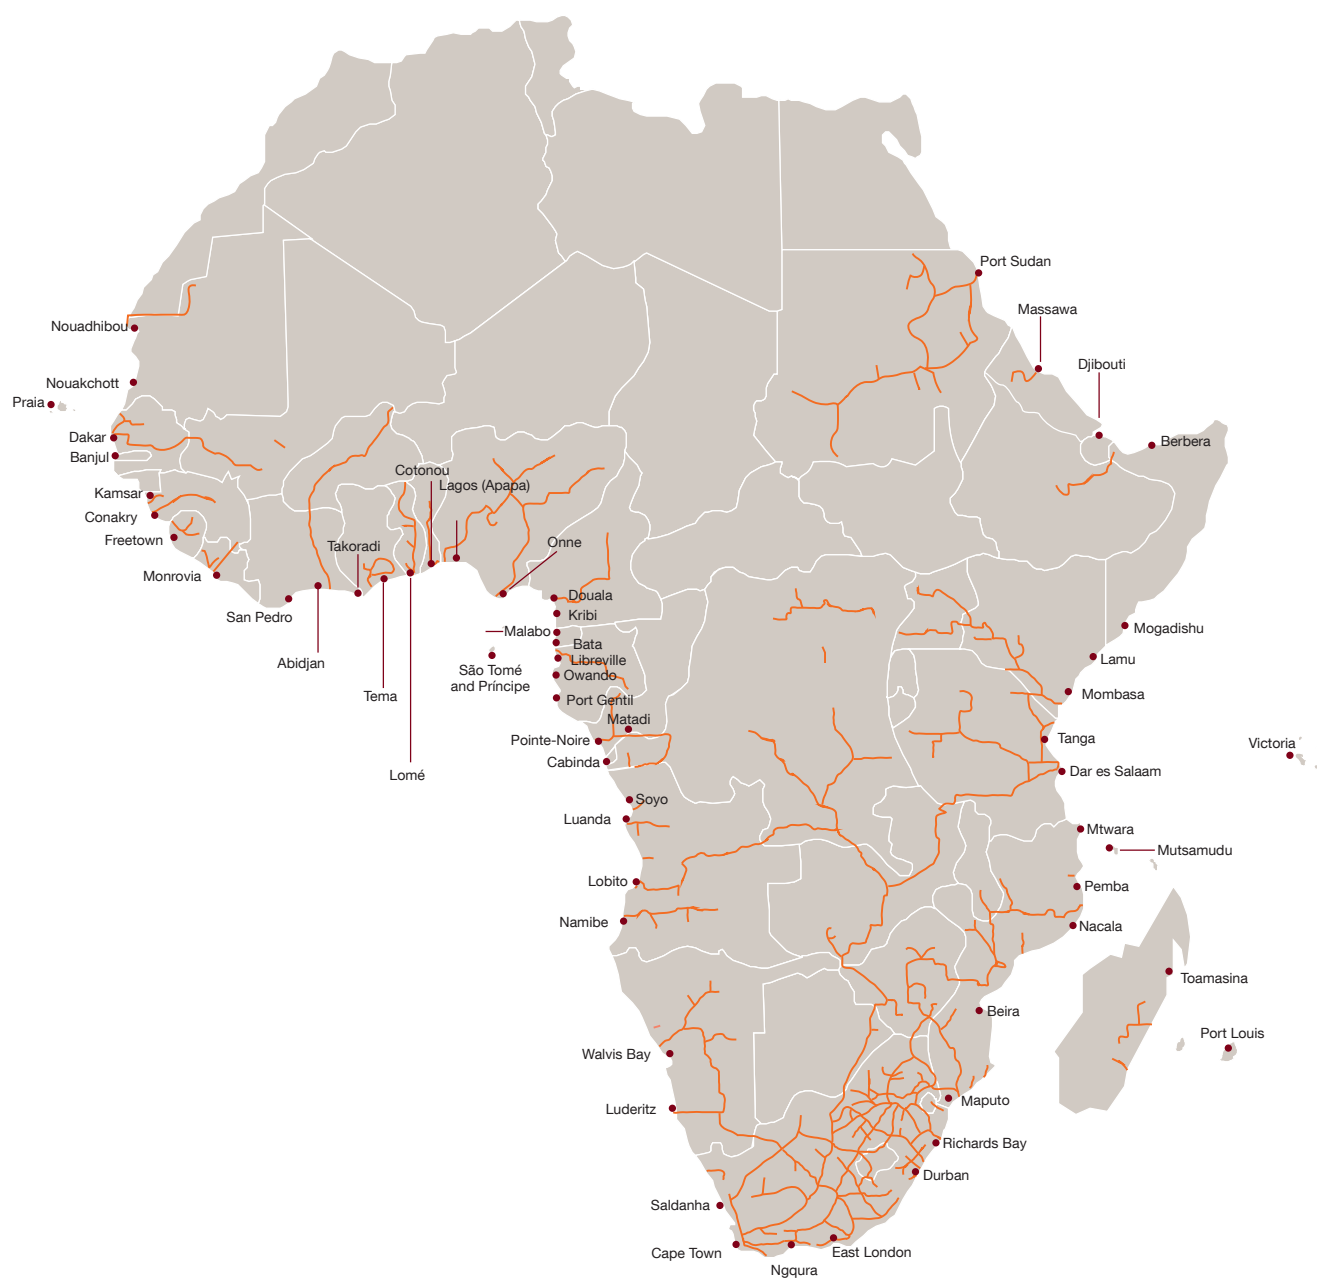 Port Sudan
Massawa
Nouadhibou
Djibouti
Nouakchott
Praia
Dakar
Berbera
Banjul
Cotonou
Lagos (Apapa)
Kamsar
Conakry
Freetown
Onne
Takoradi
Monrovia
Douala
San Pedro
Kribi
Malabo
Mogadishu
Bata
Lamu
Libreville
Abidjan
São Tomé
and Príncipe
Owando
Tema
Mombasa
Port Gentil
Matadi
Pointe-Noire
Tanga
Victoria
Cabinda
Lomé
Dar es Salaam
Soyo
Luanda
Mtwara
Mutsamudu
Lobito
Pemba
Namibe
Nacala
Toamasina
Beira
Port Louis
Walvis Bay
Maputo
Luderitz
Richards Bay
Durban
Saldanha
Cape Town
East London
Ngqura